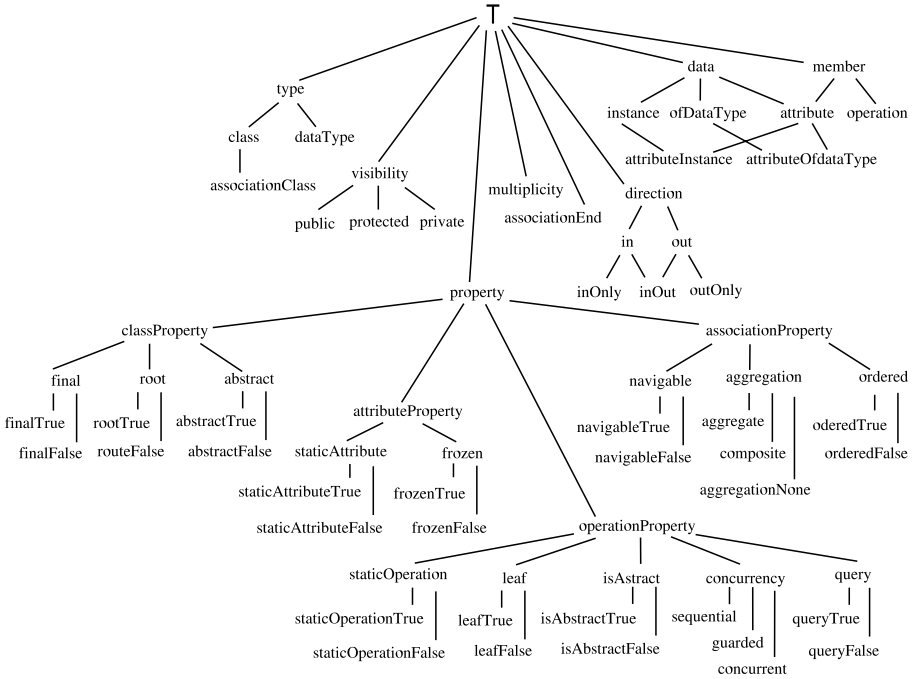 T
type
data
member
class
dataType
instance
ofDataType
attribute
operation
associationClass
visibility
attributeInstance
attributeOfdataType
public
protected
private
multiplicity
associationEnd
direction
in
out
inOnly
inOut
outOnly
property
classProperty
associationProperty
final
root
abstract
navigable
aggregation
ordered
finalTrue
rootTrue
abstractTrue
attributeProperty
navigableTrue
aggregate
oderedTrue
finalFalse
routeFalse
abstractFalse
staticAttribute
frozen
navigableFalse
composite
orderedFalse
staticAttributeTrue
frozenTrue
aggregationNone
staticAttributeFalse
frozenFalse
operationProperty
staticOperation
leaf
isAstract
concurrency
query
staticOperationTrue
leafTrue
isAbstractTrue
sequential
queryTrue
staticOperationFalse
leafFalse
isAbstractFalse
guarded
queryFalse
concurrent